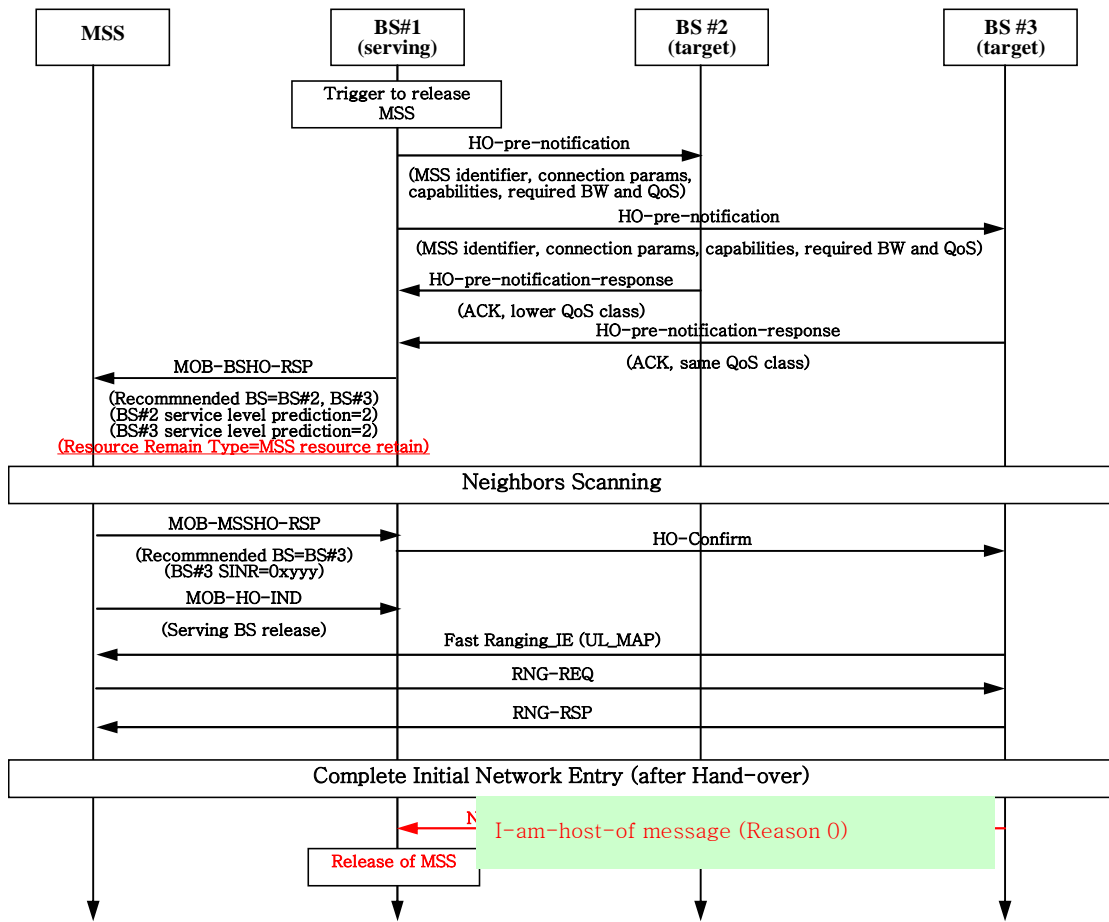 MSS
BS#1
(serving)
BS #2
(target)
BS #3
(target)
Trigger to release
MSS
HO-pre-notification
(MSS identifier, connection params,
capabilities, required BW and QoS)
HO-pre-notification
(MSS identifier, connection params, capabilities, required BW and QoS)
HO-pre-notification-response
(ACK, lower QoS class)
HO-pre-notification-response
(ACK, same QoS class)
MOB-BSHO-RSP
(Recommnended BS=BS#2, BS#3)
(BS#2 service level prediction=2)
(BS#3 service level prediction=2)
(Resource Remain Type=MSS resource retain)
Neighbors Scanning
MOB-MSSHO-RSP
(Recommnended BS=BS#3)
(BS#3 SINR=0xyyy)
HO-Confirm
MOB-HO-IND
(Serving BS release)
Fast Ranging_IE (UL_MAP)
RNG-REQ
RNG-RSP
Complete Initial Network Entry (after Hand-over)
I-am-host-of message (Reason 0)
Release of MSS